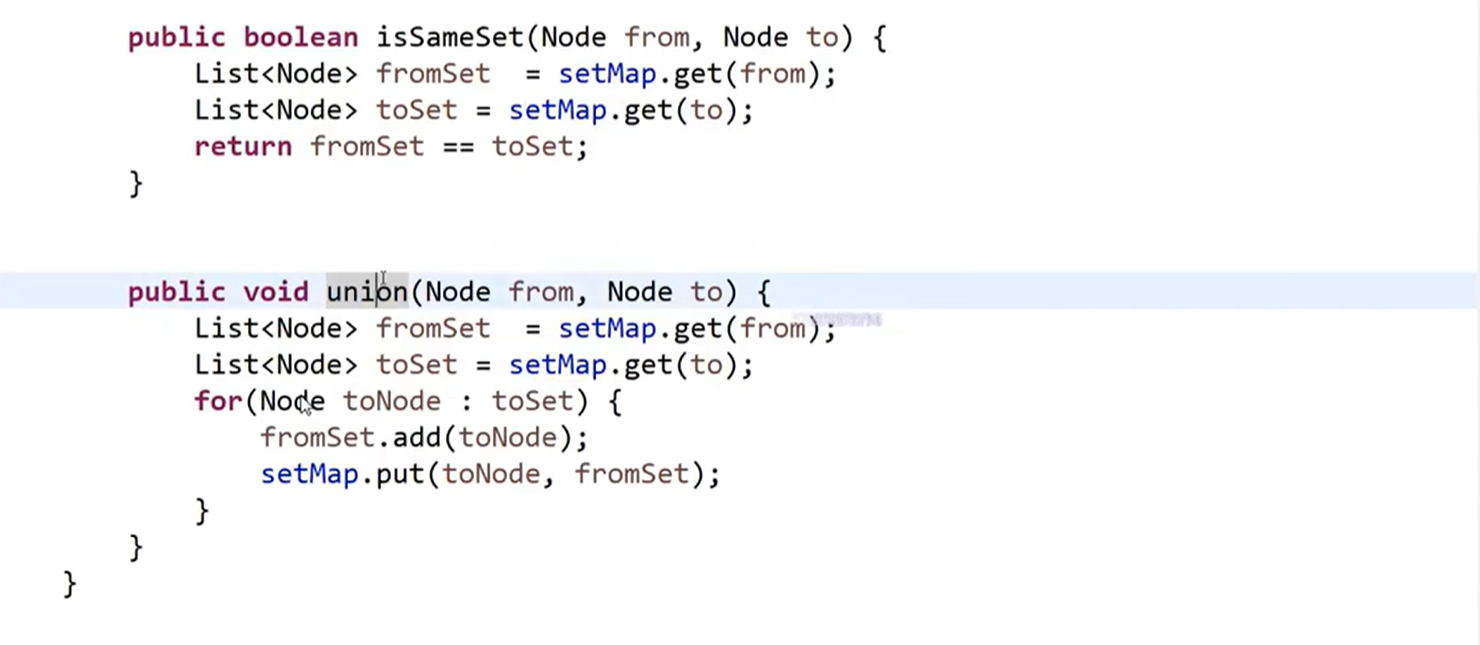 public boolean isSameSet(Node from, Node to) {
List<Node> fromSet  = setMap.get(from);
List<Node> toSet = setMap.get(to);
return fromSet == toSet;
}
public void union(Node from, Node to) {
List<Node> fromSet  = setMap.get(from);
List<Node> toSet = setMap.get(to);
for(Node toNode : toSet) {
fromSet.add(toNode);
setMap.put(toNode, fromSet);
}
}
}